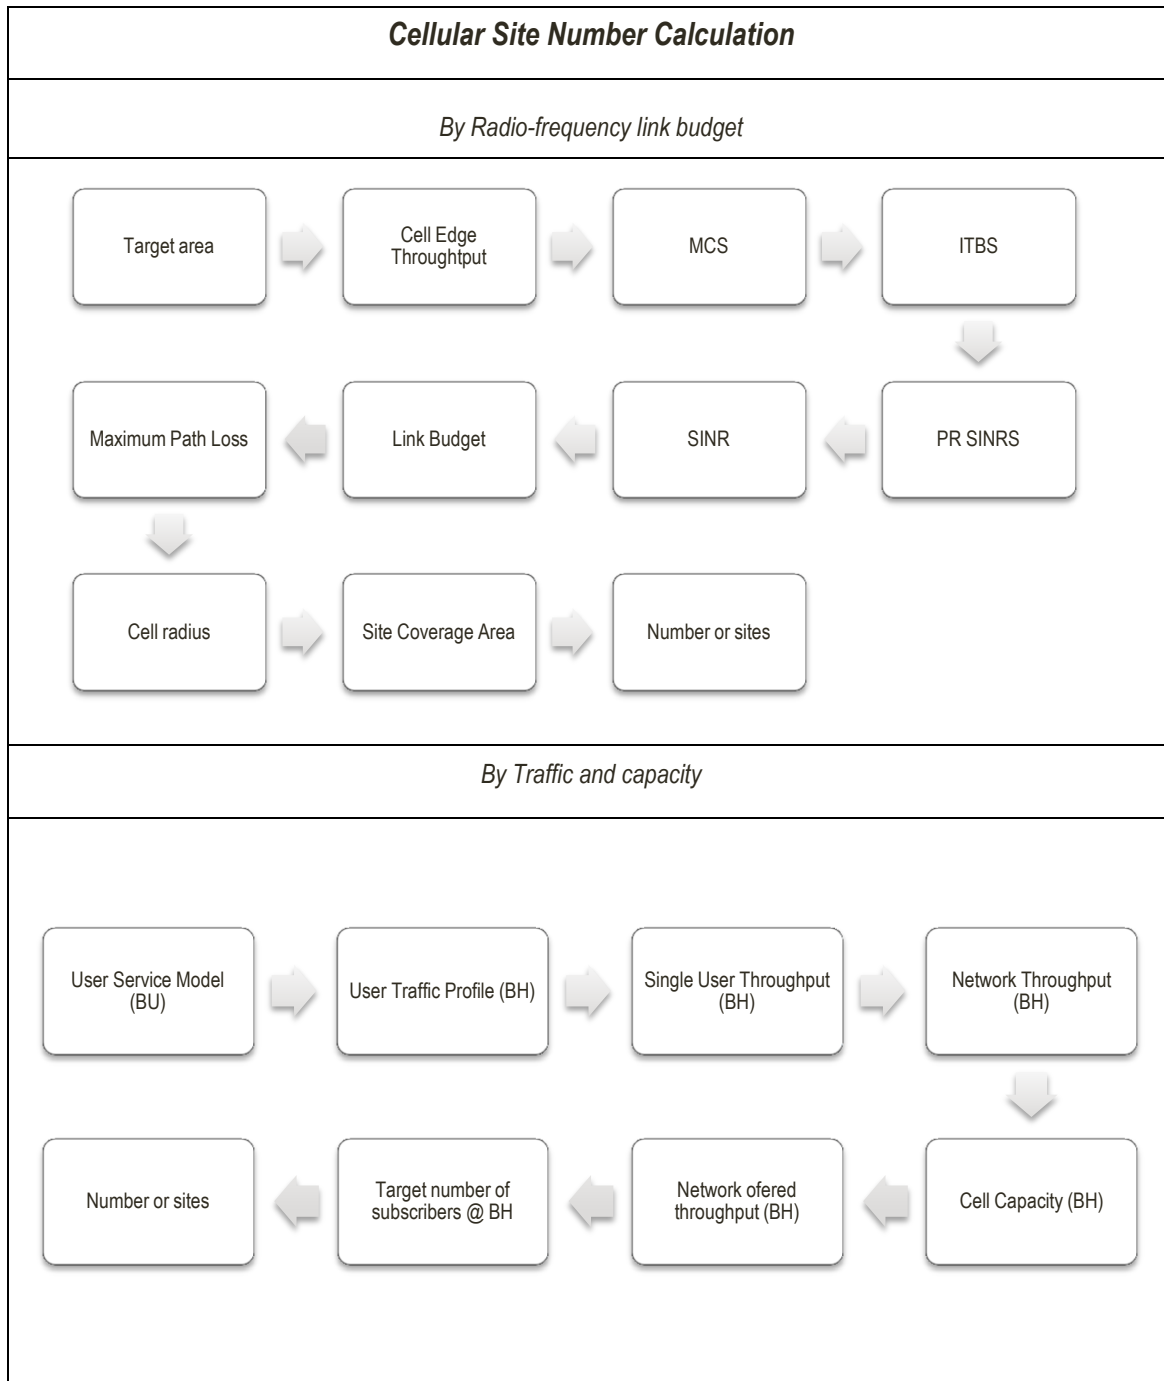 Cellular Site Number Calculation
By Radio-frequency link budget
Target area
Cell Edge
Throughtput
MCS
ITBS
PR SINRS
SINR
Link Budget
Maximum Path Loss
Cell radius
Site Coverage Area
Number or sites
By Traffic and capacity
User Service Model
(BU)
User Traffic Profile (BH)
Single User Throughput
(BH)
Network Throughput
(BH)
Cell Capacity (BH)
Network ofered
throughput (BH)
Target number of
subscribers @ BH
Number or sites